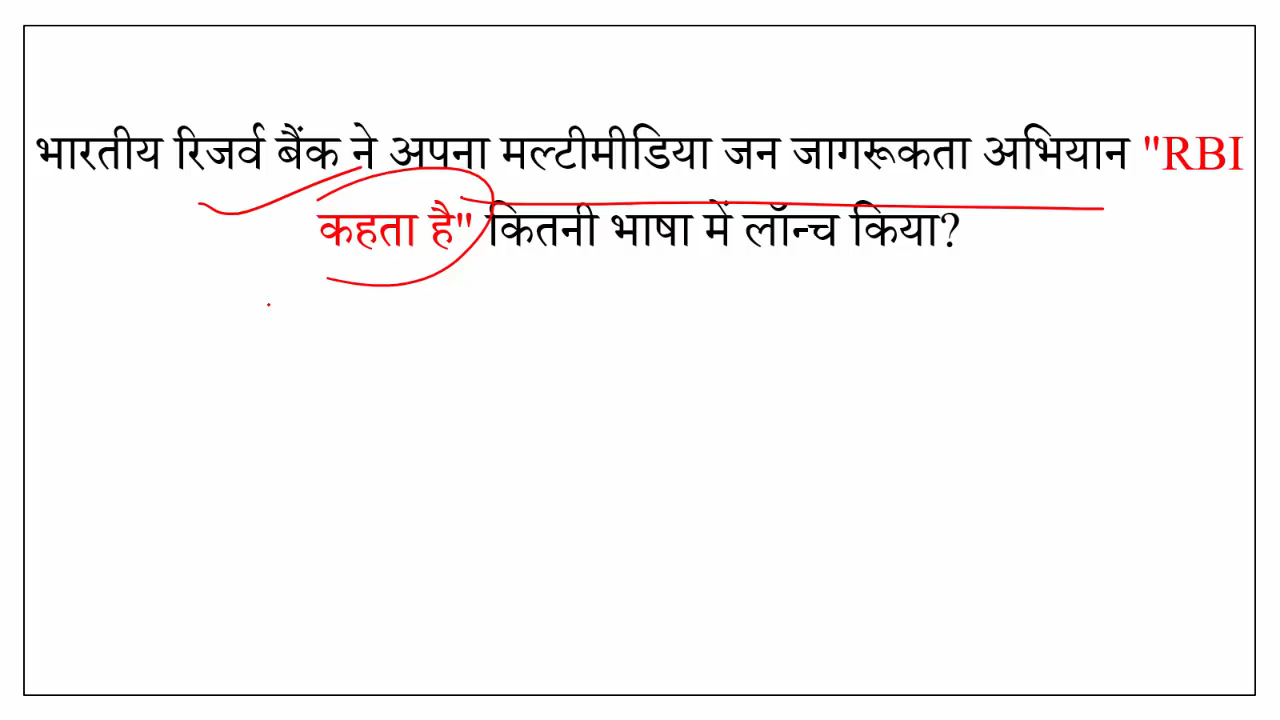 भारतीय रिजर्व बैंक ने अपना मल्टीमीडिया जन जागरूकता अभियान "RBI
कहता है" कितनी भाषा में लॉन्च किया?